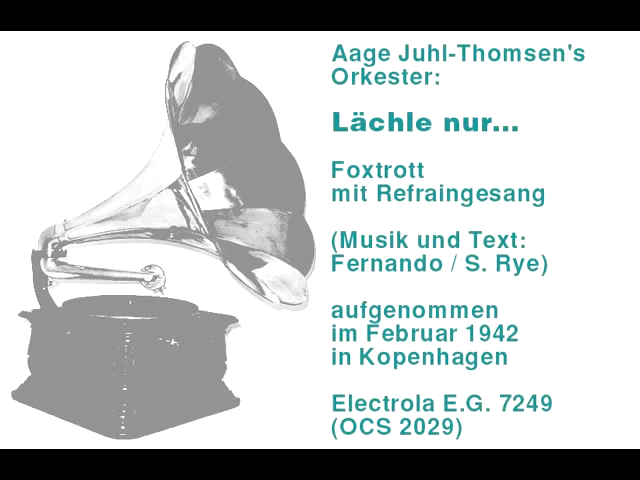 Aage Juhl-Thomsen's
Orkester:
Lächle nur...
Foxtrott
mit Refraingesang
(Musik und Text:
Fernando / S. Rye)
aufgenommen
im Februar 1942
in Kopenhagen
Electrola E.G. 7249
(OCS 2029)